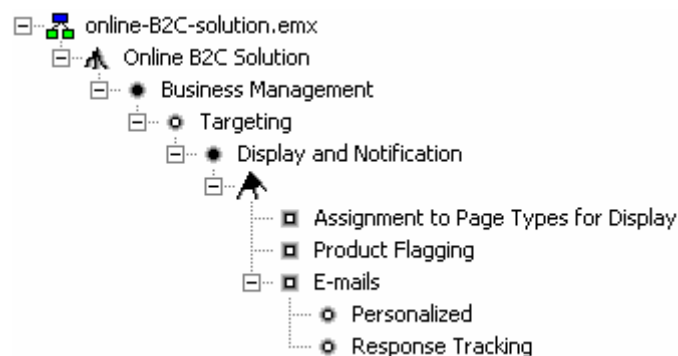 online-B2C-solution.emx
Online B2C Solution
Business Management
Targeting
Display and Notification
Assignment to Page Types for Display
Product Flagging
E-mails
Personalized
Response Tracking